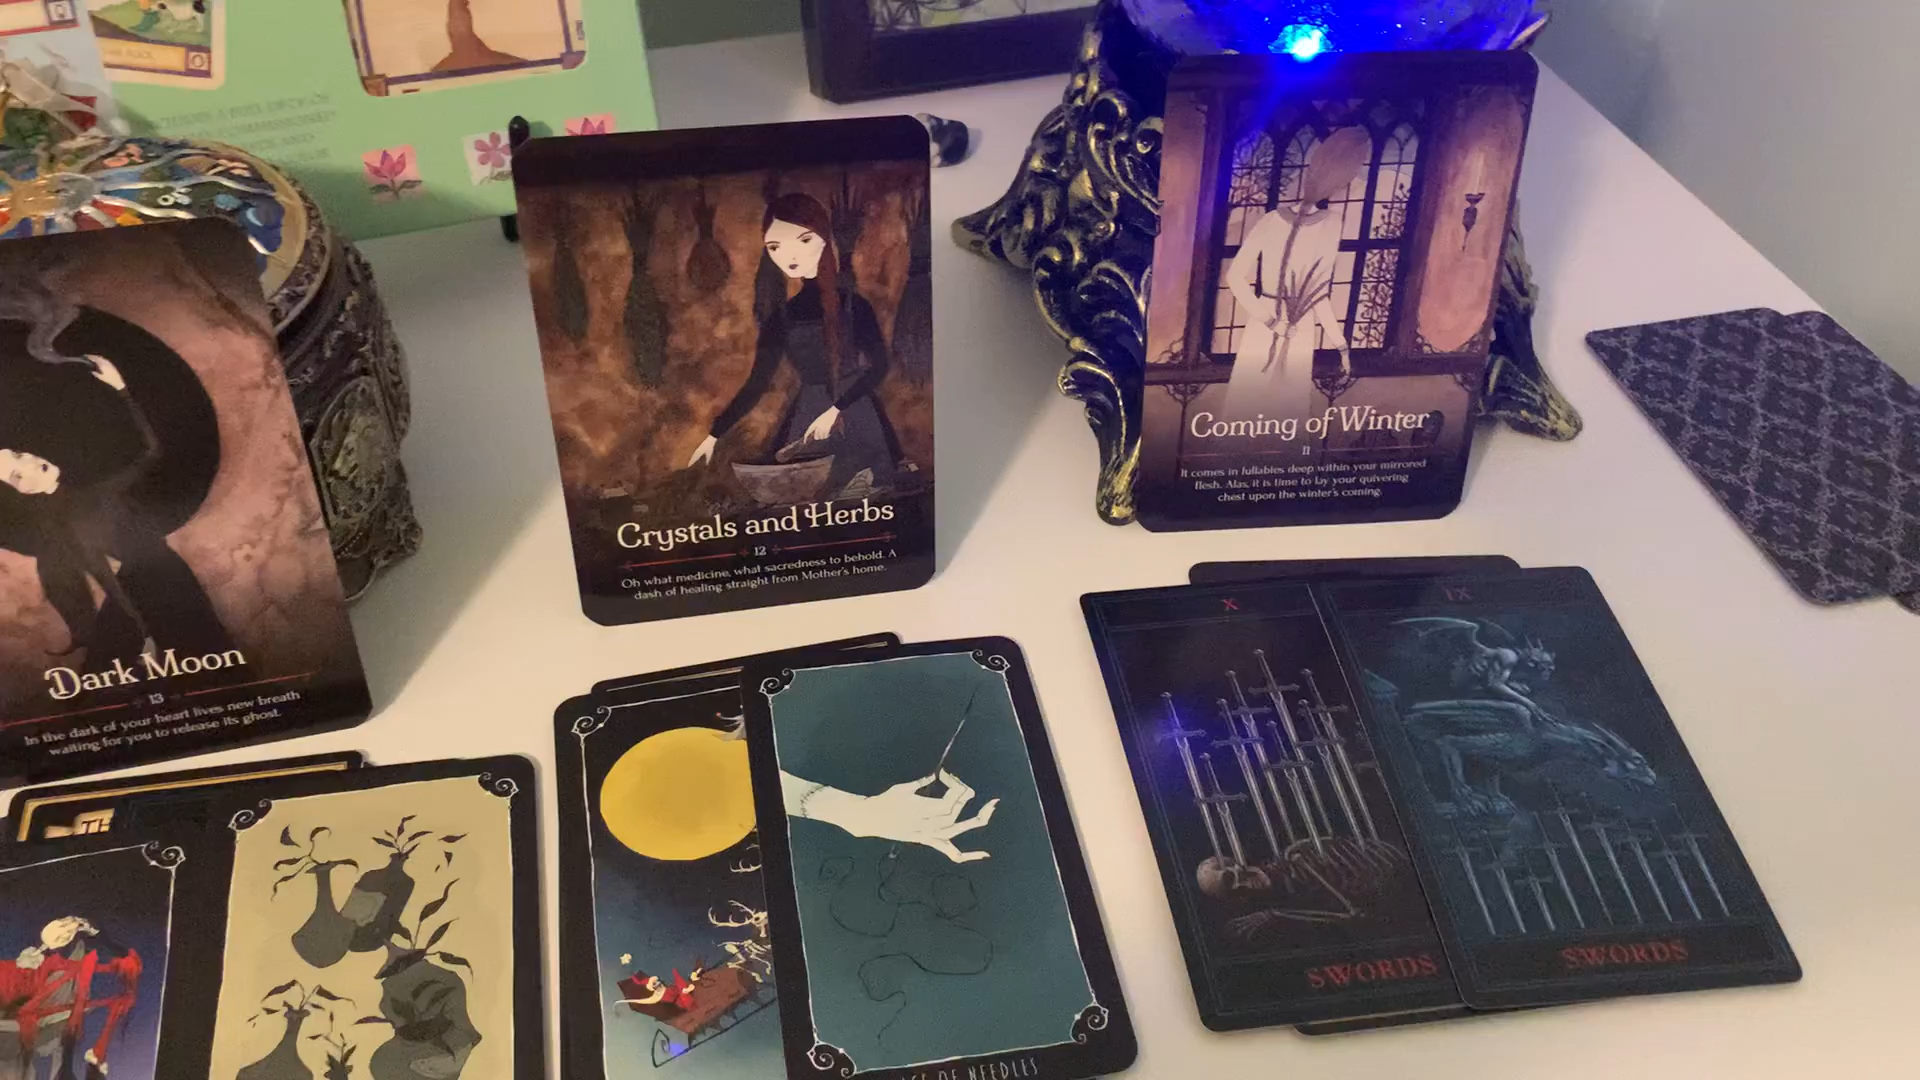 Dark Moon
13
In the dark of your heart lives new breath
waiting for you to release its ghost.
Crystals and Herbs
12
Oh what medicine, what sacredness to behold. A
dash of healing straight from Mother's home.
Coming of Winter
11
It comes in lullabies deep within your mirrored
flesh. Alas, it is time to lay your quivering
chest upon the winter's coming.
X
SWORDS
IX
SWORDS
OF NEEDLES